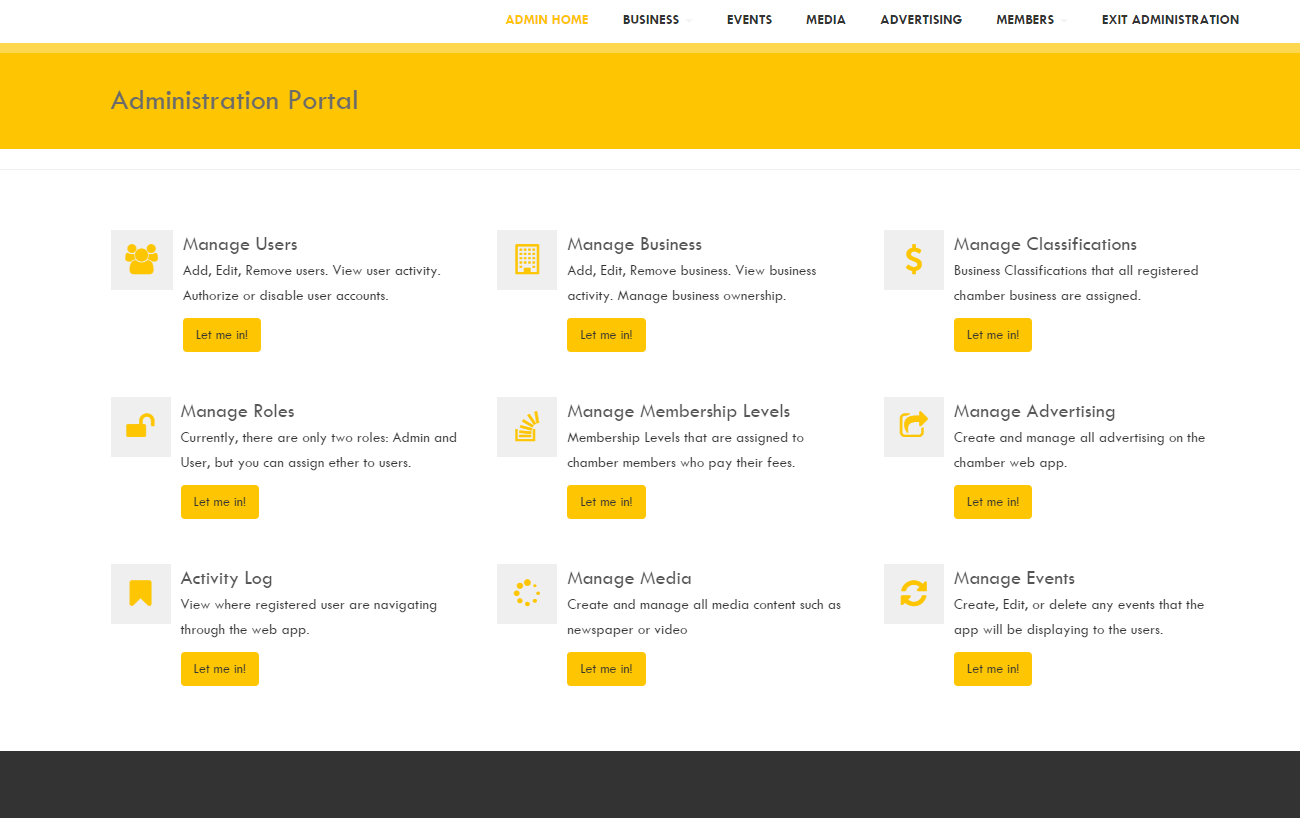 ADMIN HOME BUSINESS EVENTS MEDIA ADVERTISING MEMBERS EXIT ADMINISTRATION
Administration Portal
Manage Users
Add, Edit, Remove users. View user activity.
Authorize or disable user accounts.
Let me in!
Manage Business
Add, Edit, Remove business. View business
activity. Manage business ownership.
Let me in!
Manage Classifications
Business Classifications that all registered
chamber business are assigned.
Let me in!
Manage Roles
Currently, there are only two roles: Admin and
User, but you can assign ether to users.
Let me in!
Manage Membership Levels
Membership Levels that are assigned to
chamber members who pay their fees.
Let me in!
Manage Advertising
Create and manage all advertising on the
chamber web app.
Let me in!
Activity Log
View where registered user are navigating
through the web app.
Let me in!
Manage Media
Create and manage all media content such as
newspaper or video
Let me in!
Manage Events
Create, Edit, or delete any events that the
app will be displaying to the users.
Let me in!